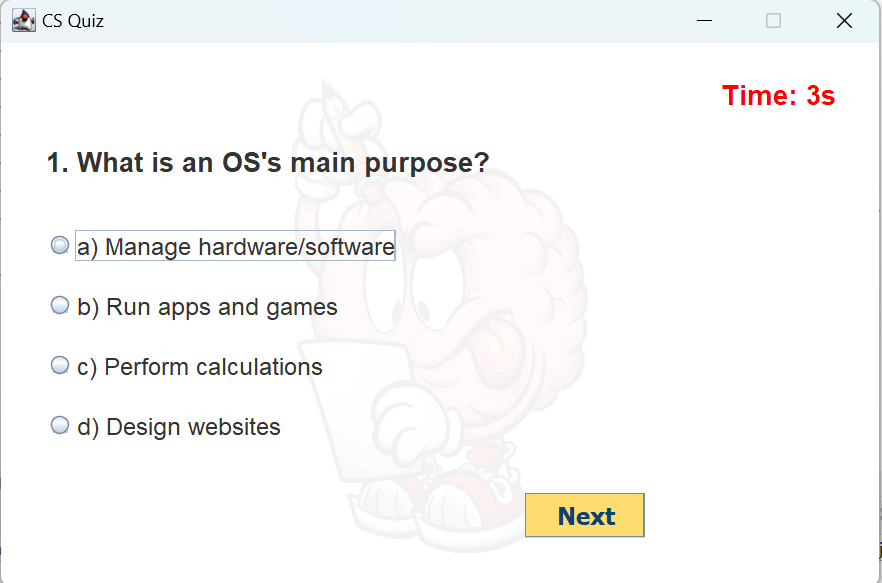 CS Quiz
Time: 3s
1. What is an OS's main purpose?
a) Manage hardware/software
b) Run apps and games
c) Perform calculations
d) Design websites
Next